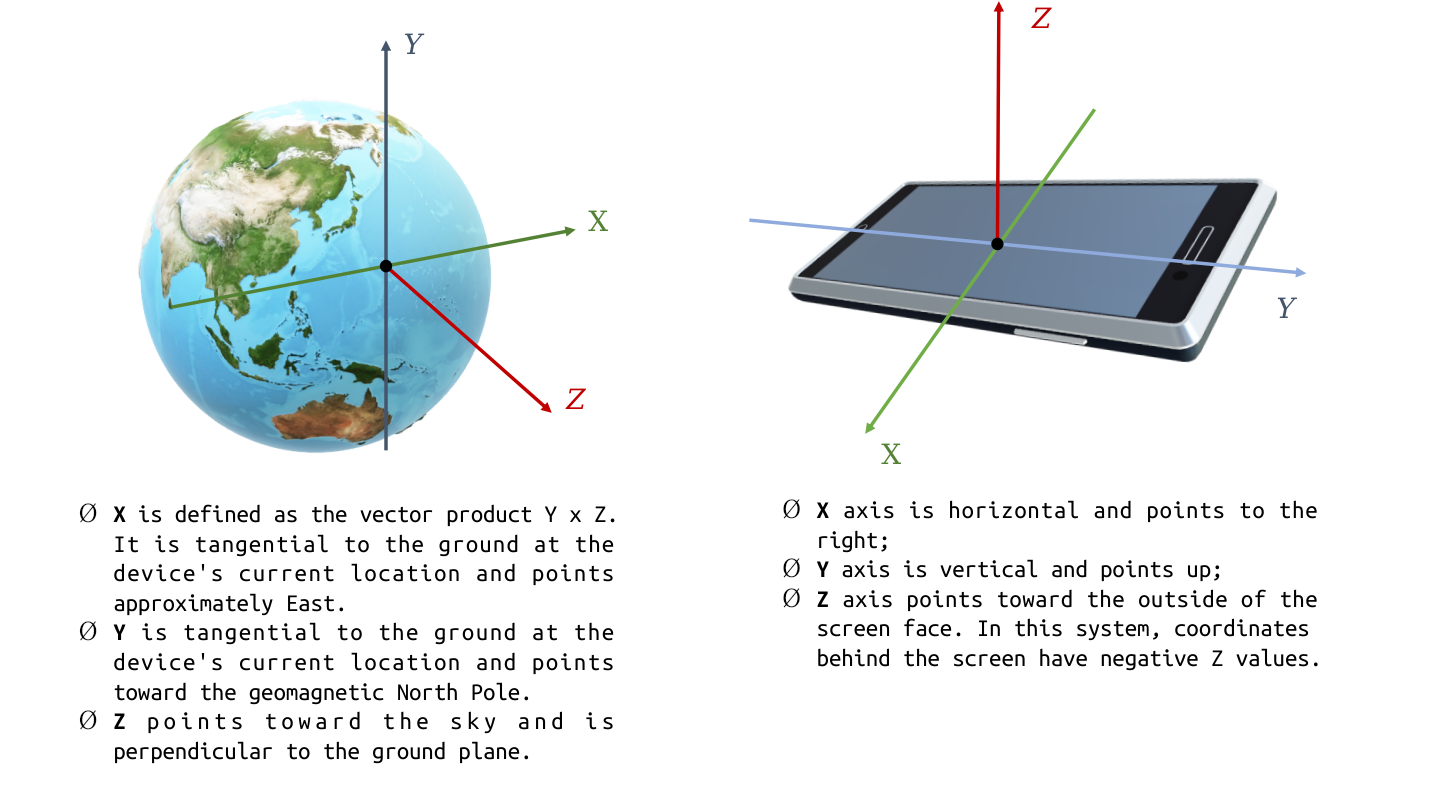 Y
X
Z
Ø X is defined as the vector product Y x Z.
It is tangential to the ground at the
device's current location and points
approximately East.
Ø Y is tangential to the ground at the
device's current location and points
toward the geomagnetic North Pole.
Ø Z points toward the sky and is
perpendicular to the ground plane.
Z
Y
X
Ø X axis is horizontal and points to the
right;
Ø Y axis is vertical and points up;
Ø Z axis points toward the outside of the
screen face. In this system, coordinates
behind the screen have negative Z values.